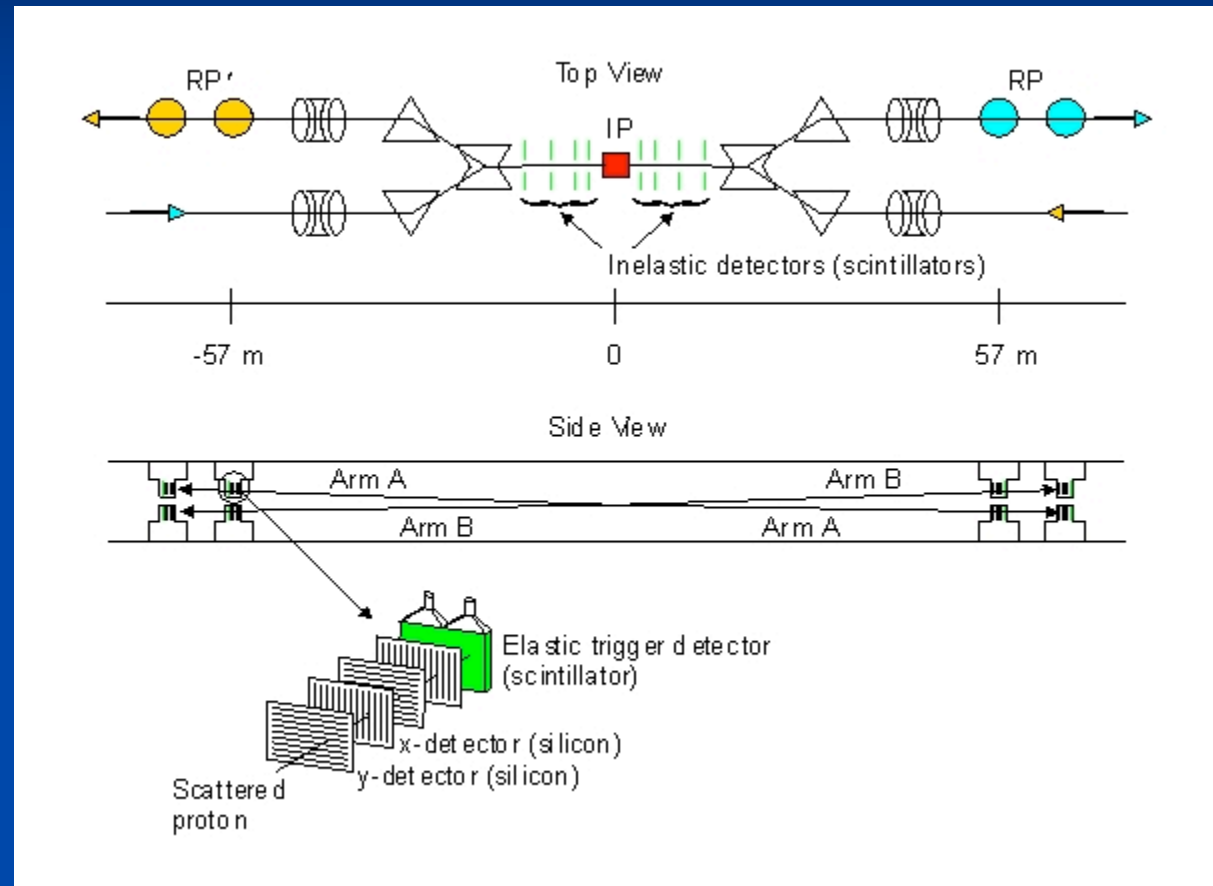 Top View
RP'
RP
IP
Inelastic detectors (scintillators)
-57 m
0
57 m
Side View
Arm A
Arm B
Arm B
Arm A
Elastic trigger detector
(scintillator)
x-detector (silicon)
y-detector (silicon)
Scattered
proton